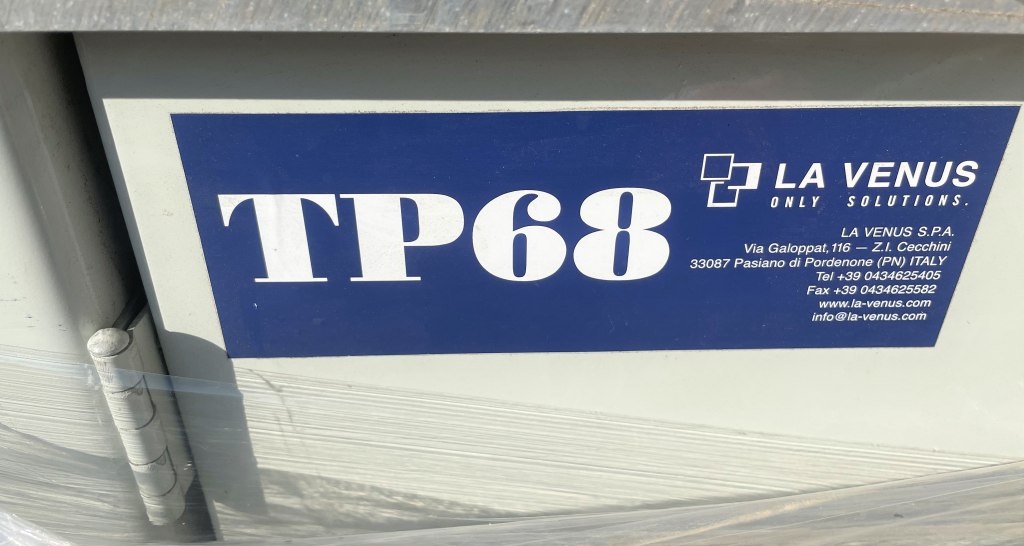 TP68
LA VENUS
ONLY SOLUTIONS.
LA VENUS S.P.A.
Via Galoppat,116 — Z.I. Cecchini
33087 Pasiano di Pordenone (PN) ITALY
Tel +39 0434625405
Fax +39 0434625582
www.la-venus.com
info@la-venus.com